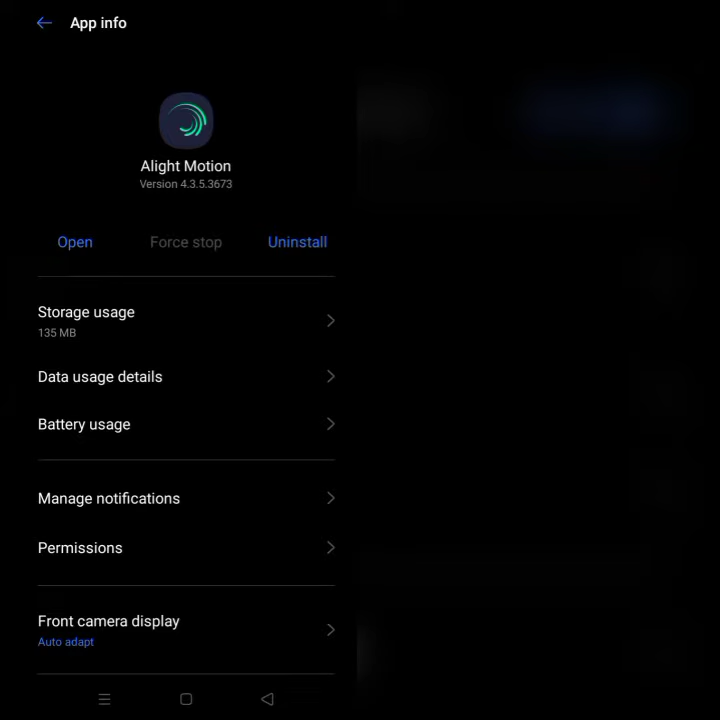 App info
Alight Motion
Version 4.3.5.3673
Open Force stop Uninstall
Storage usage
135 MB
Data usage details
Battery usage
Manage notifications
Permissions
Front camera display
Auto adapt